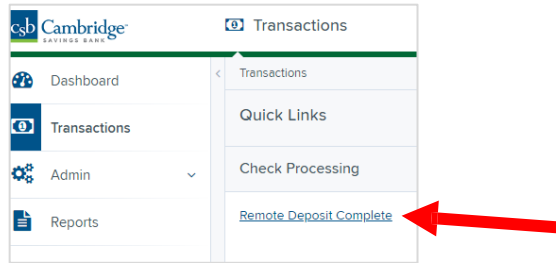 csb Cambridge
SAVINGS BANK
Transactions
Dashboard
Transactions
Admin
Reports
Transactions
Quick Links
Check Processing
Remote Deposit Complete